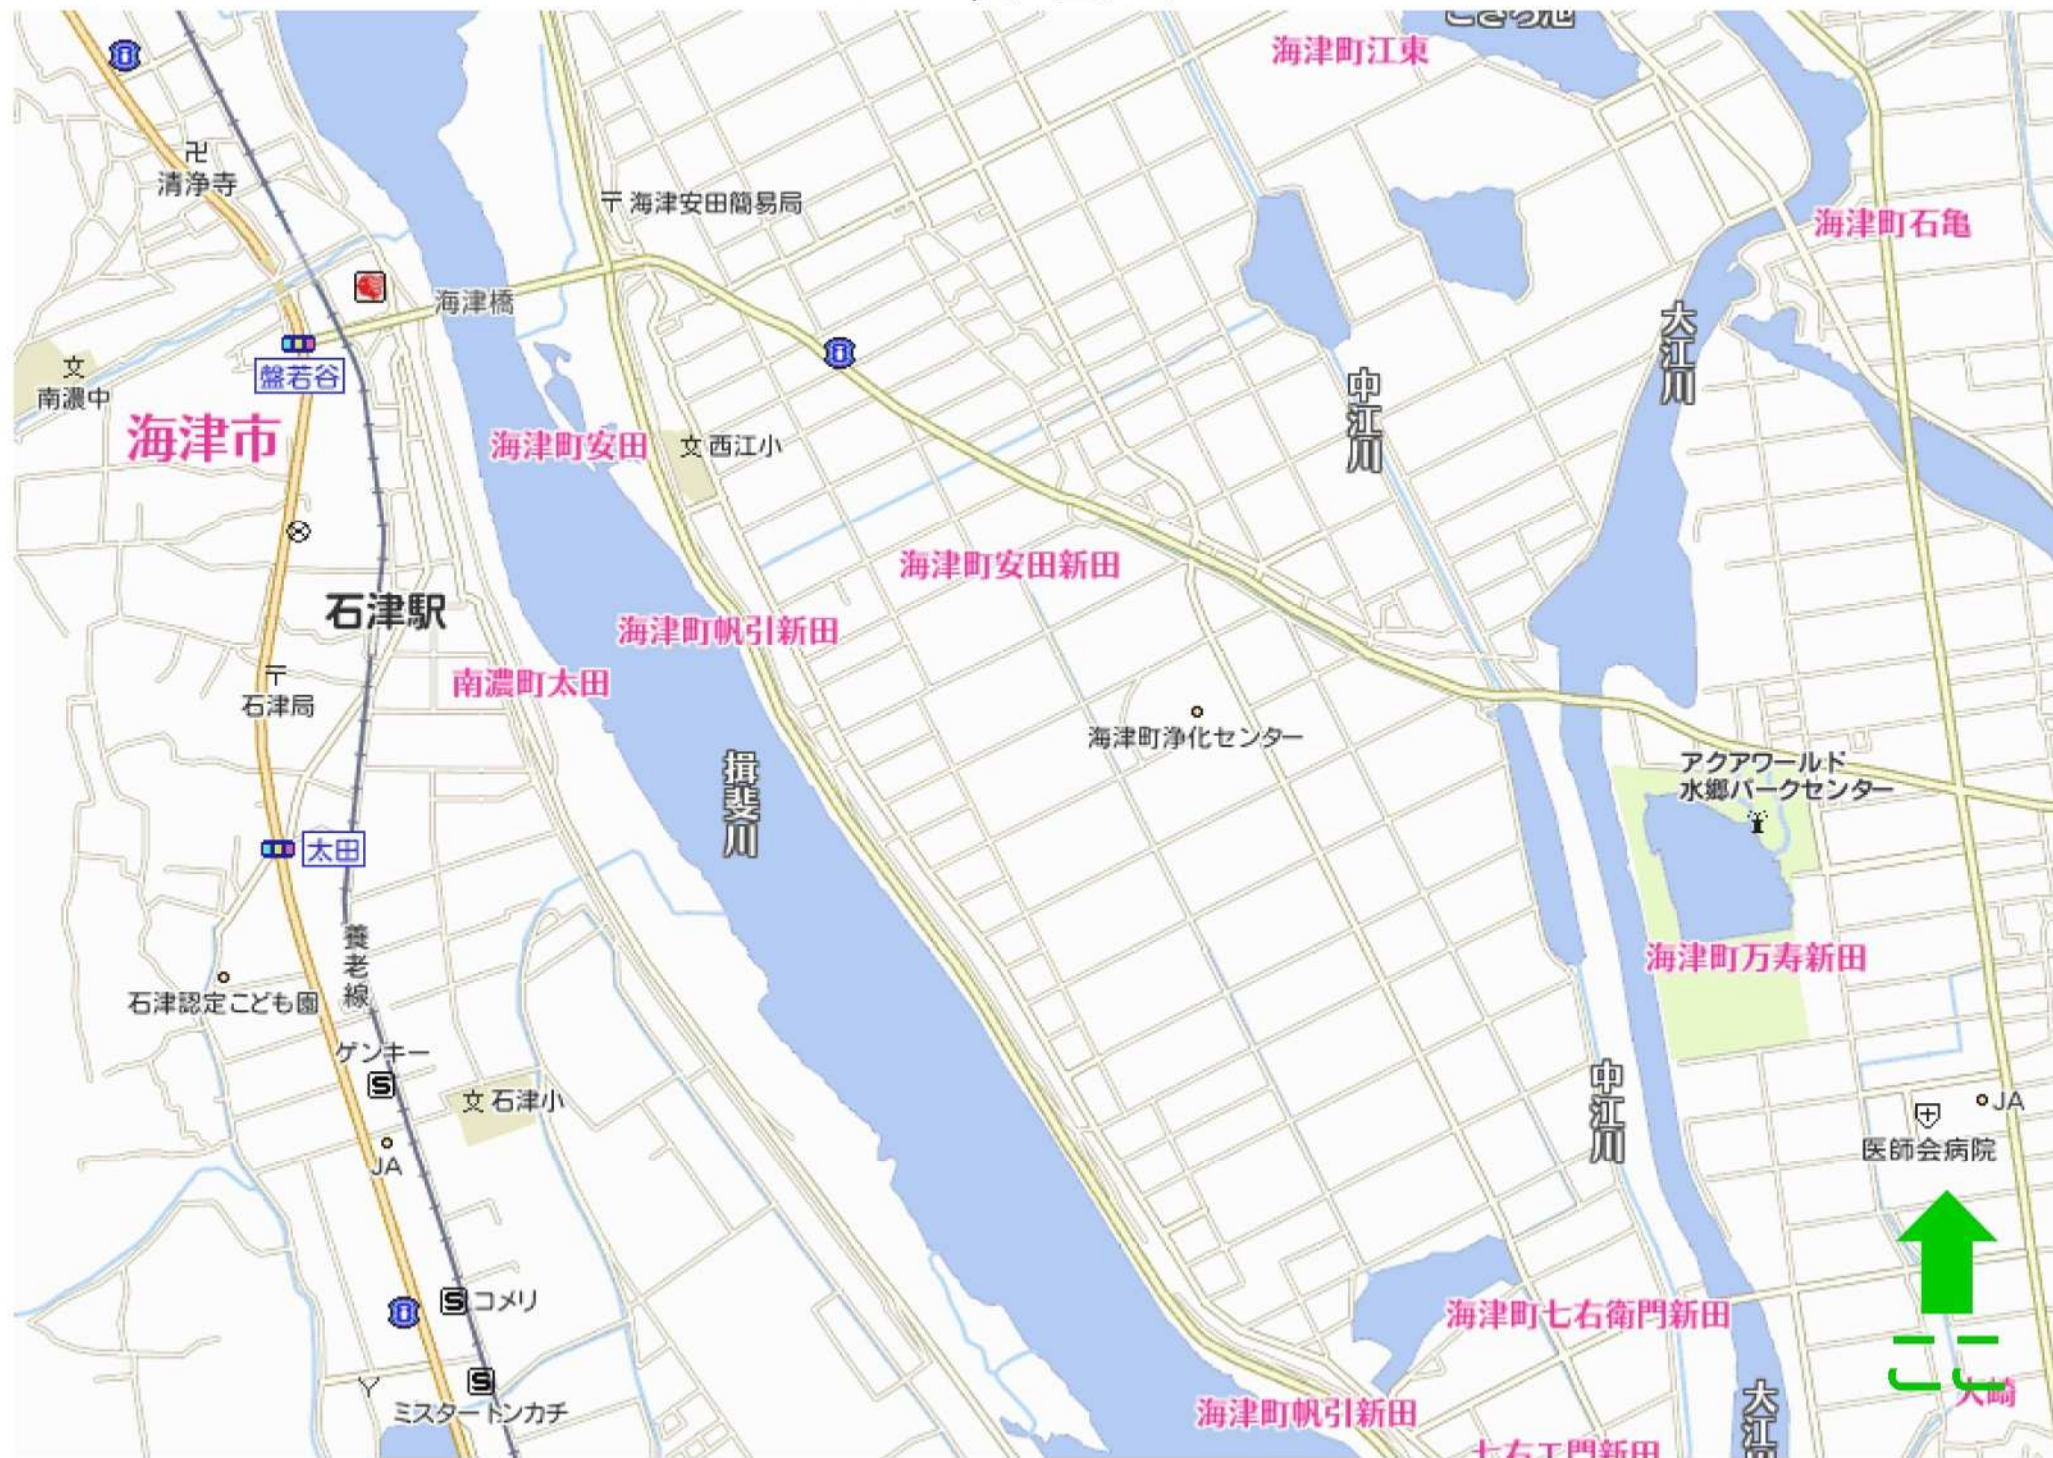 海津町江東
清浄寺
海津安田簡易局
海津町石亀
海津橋
大江川
盤若谷
南濃中
中江川
海津市
海津町安田
西江小
海津町安田新田
石津駅
海津町帆引新田
南濃町太田
石津局
海津町浄化センター
揖斐川
アクアワールド
水郷パークセンター
太田
養老線
海津町万寿新田
石津認定こども園
ゲンキー
S
石津小
中江川
JA
医師会病院
JA
S
コメリ
海津町七右衛門新田
ここ
S
大崎
ミスタートンカチ
海津町帆引新田
大江川
七右エ門新田